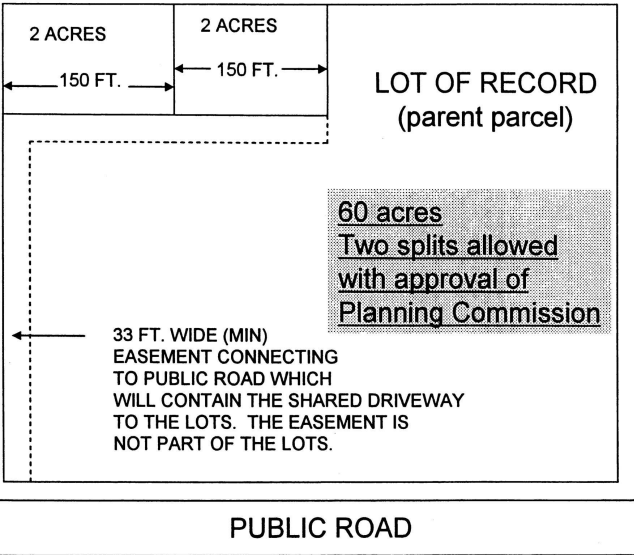 2 ACRES
2 ACRES
150 FT.
150 FT.
LOT OF RECORD
(parent parcel)
60 acres
Two splits allowed
with approval of
Planning Commission
33 FT. WIDE (MIN)
EASEMENT CONNECTING
TO PUBLIC ROAD WHICH
WILL CONTAIN THE SHARED DRIVEWAY
TO THE LOTS. THE EASEMENT IS
NOT PART OF THE LOTS.
PUBLIC ROAD